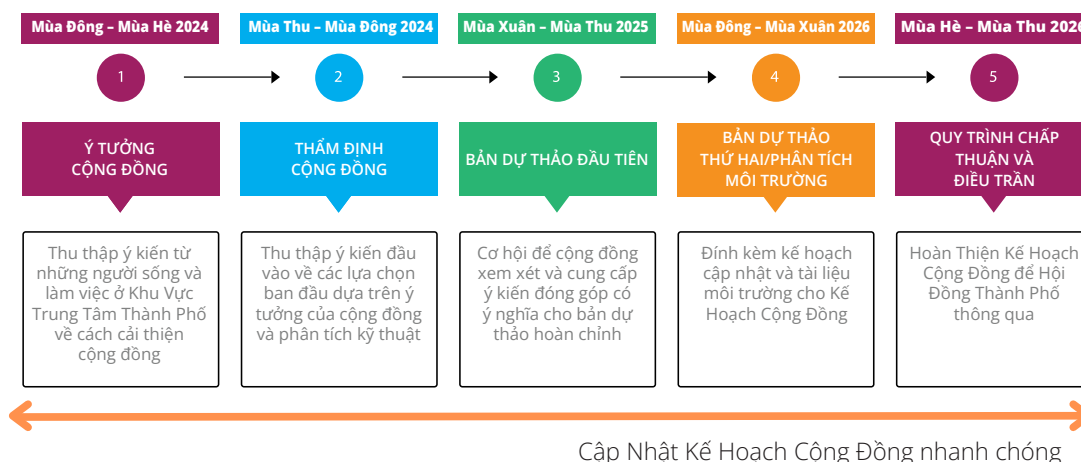 Mùa Đông – Mùa Hè 2024
Mùa Thu – Mùa Đông 2024
Mùa Xuân – Mùa Thu 2025
Mùa Đông – Mùa Xuân 2026
Mùa Hè – Mùa Thu 2026
1
2
3
4
5
Ý TƯỞNG
CỘNG ĐỒNG
THẨM ĐỊNH
CỘNG ĐỒNG
BẢN DỰ THẢO ĐẦU TIÊN
BẢN DỰ THẢO
THỨ HAI/PHÂN TÍCH
MÔI TRƯỜNG
QUY TRÌNH CHẤP
THUẬN VÀ
ĐIỀU TRẦN
Thu thập ý kiến từ
những người sống và
làm việc ở Khu Vực
Trung Tâm Thành Phố
về cách cải thiện
cộng đồng
Thu thập ý kiến đầu
vào về các lựa chọn
ban đầu dựa trên ý
tưởng của cộng đồng
và phân tích kỹ thuật
Cơ hội để cộng đồng
xem xét và cung cấp
ý kiến đóng góp có
ý nghĩa cho bản dự
thảo hoàn chỉnh
Đính kèm kế hoạch
cập nhật và tài liệu
môi trường cho Kế
Hoạch Cộng Đồng
Hoàn Thiện Kế Hoạch
Cộng Đồng để Hội
Đồng Thành Phố
thông qua
Cập Nhật Kế Hoạch Cộng Đồng nhanh chóng